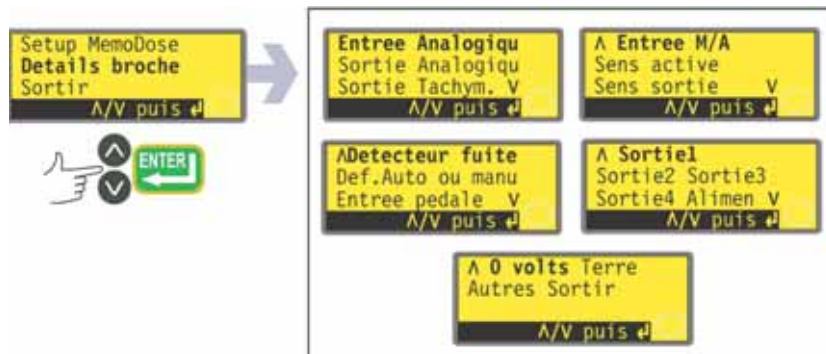 Setup MemoDose
Details broche
Sortir
Λ/V puis ↵
ENTER
Entree Analogiqu
Sortie Analogiqu
Sortie Tachym. V
Λ/V puis ↵
Λ Entree M/A
Sens active
Sens sortie V
Λ/V puis ↵
ΛDetecteur fuite
Def.Auto ou manu
Entree pedale V
Λ/V puis ↵
Λ Sortie1
Sortie2 Sortie3
Sortie4 Alimen V
Λ/V puis ↵
Λ 0 volts Terre
Autres Sortir
Λ/V puis ↵